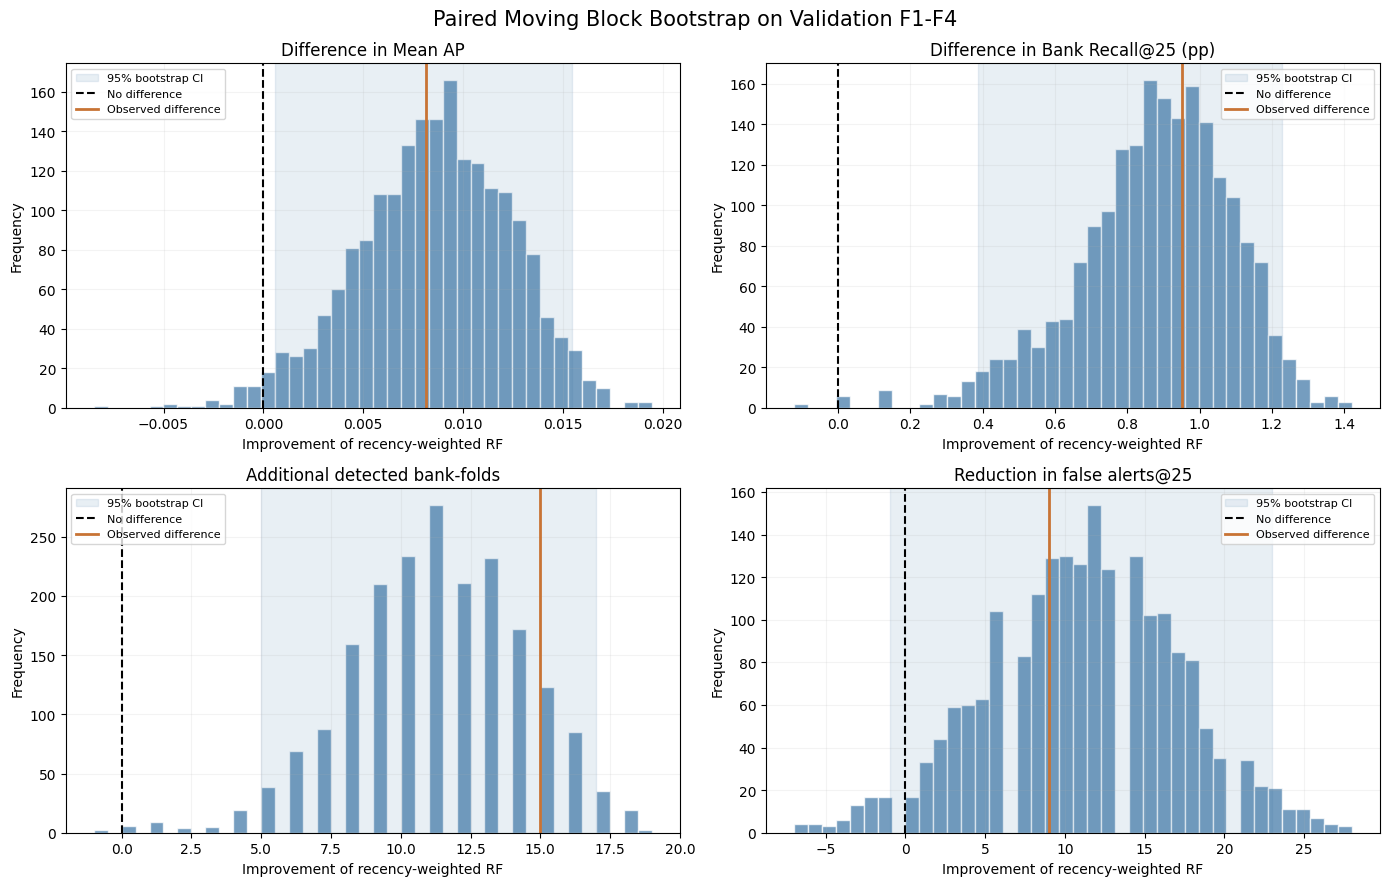 Paired Moving Block Bootstrap on Validation F1-F4
Difference in Mean AP
95% bootstrap CI
No difference
Observed difference
Frequency
0
20
40
60
80
100
120
140
160
−0.005
0.000
0.005
0.010
0.015
0.020
Improvement of recency-weighted RF
Difference in Bank Recall@25 (pp)
95% bootstrap CI
No difference
Observed difference
Frequency
0
20
40
60
80
100
120
140
160
0.0
0.2
0.4
0.6
0.8
1.0
1.2
1.4
Improvement of recency-weighted RF
Additional detected bank-folds
95% bootstrap CI
No difference
Observed difference
Frequency
0
50
100
150
200
250
0.0
2.5
5.0
7.5
10.0
12.5
15.0
17.5
20.0
Improvement of recency-weighted RF
Reduction in false alerts@25
95% bootstrap CI
No difference
Observed difference
Frequency
0
20
40
60
80
100
120
140
160
−5
0
5
10
15
20
25
Improvement of recency-weighted RF